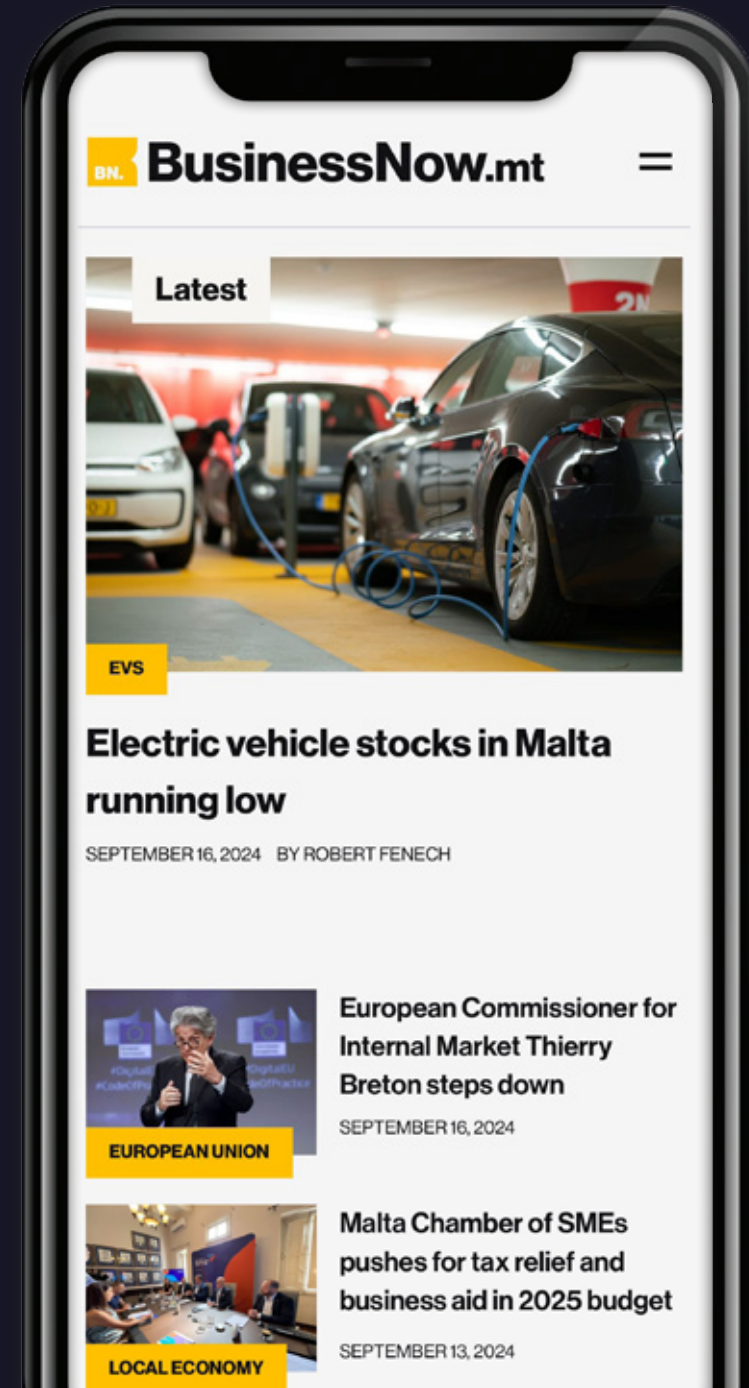 BN. BusinessNow.mt
Latest
2N
EVS
Electric vehicle stocks in Malta
running low
SEPTEMBER 16, 2024 BY ROBERT FENECH
European Commissioner for
Internal Market Thierry
Breton steps down
SEPTEMBER 16, 2024
#DigitalEU
EUROPEAN UNION
Malta Chamber of SMEs
pushes for tax relief and
business aid in 2025 budget
SEPTEMBER 13, 2024
LOCAL ECONOMY